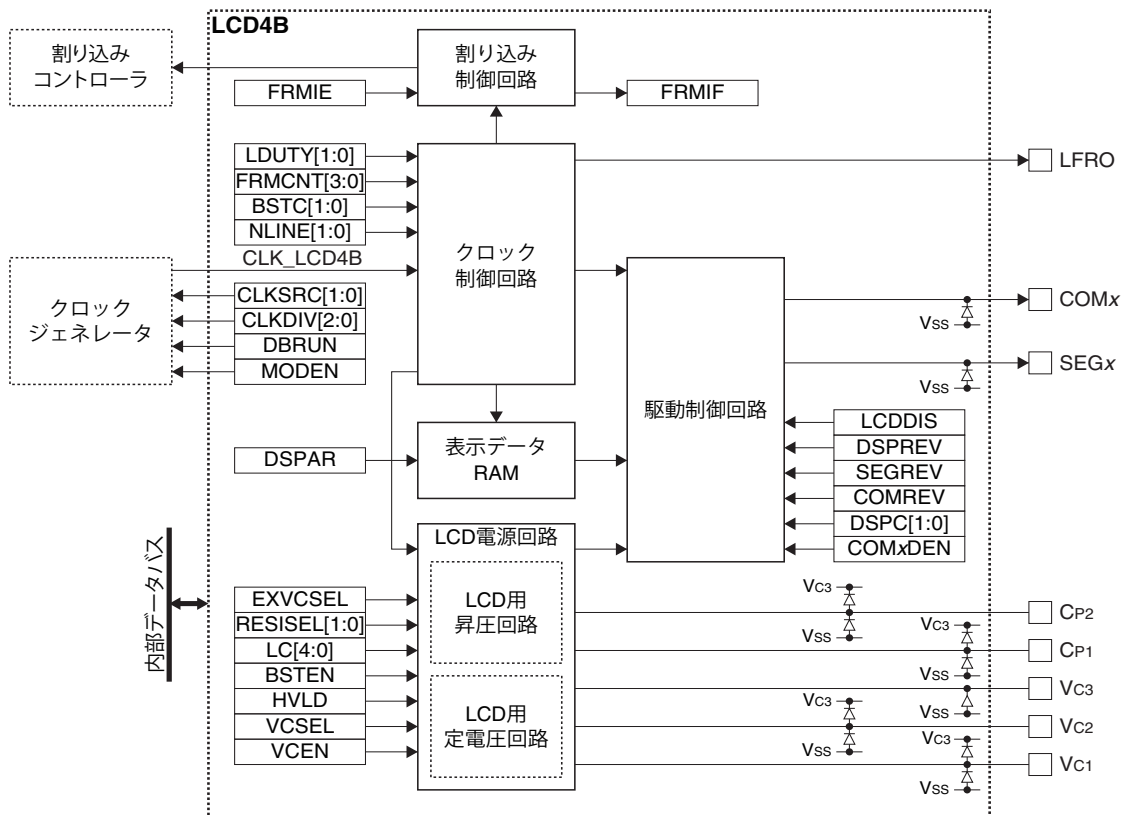 LCD4B
割り込み
コントローラ
割り込み
制御回路
FRMIE
FRMIF
LDUTY[1:0]
FRMCNT[3:0]
BSTC[1:0]
NLINE[1:0]
CLK_LCD4B
クロック
ジェネレータ
CLKSRC[1:0]
CLKDIV[2:0]
DBRUN
MODEN
クロック
制御回路
LFRO
COMx
VSS
SEGx
VSS
駆動制御回路
LCDDIS
DSPREV
SEGREV
COMREV
DSPC[1:0]
COMxDEN
DSPAR
表示データ
RAM
内部データバス
LCD電源回路
LCD用
昇圧回路
LCD用
定電圧回路
EXVCSEL
RESISEL[1:0]
LC[4:0]
BSTEN
HVLD
VCSEL
VCEN
VC3
VSS
CP2
VC3
VSS
CP1
VC3
VSS
VC3
VSS
VC2
VC3
VSS
VC1